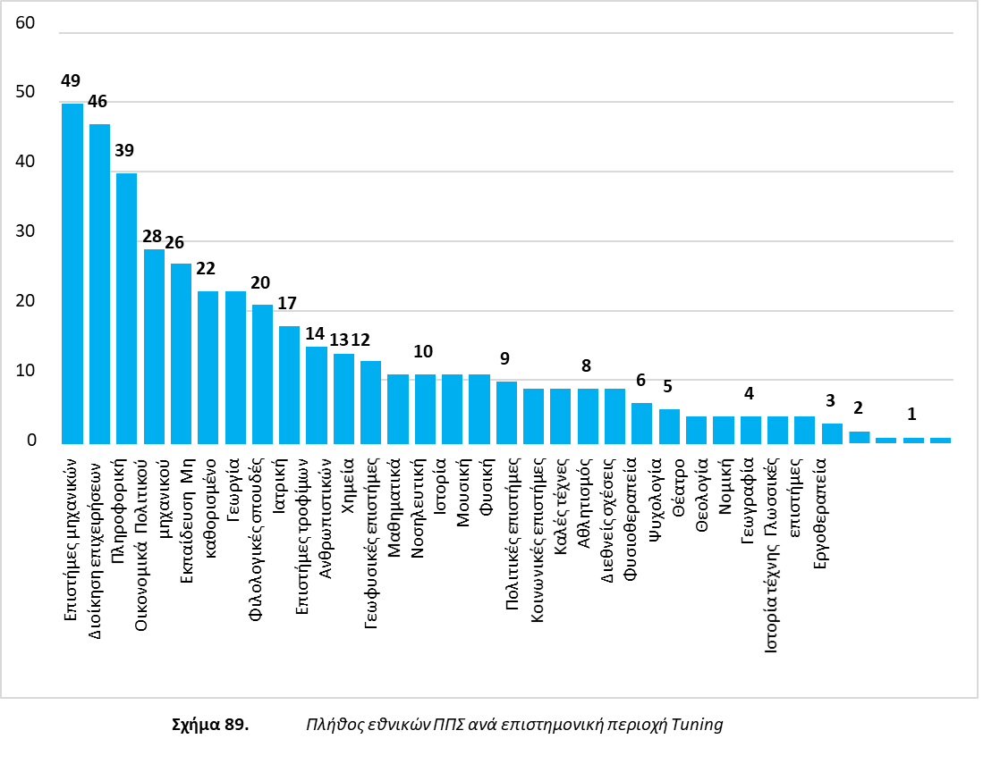 60
50
40
30
20
10
0
49
46
39
28
26
22
20
17
14
13
12
10
9
8
6
5
4
3
2
1
Επιστήμες μηχανικών
Διοίκηση επιχειρήσεων
Πληροφορική
Οικονομικά Πολιτικού
μηχανικού
Εκπαίδευση Μη
καθορισμένο
Γεωργία
Φιλολογικές σπουδές
Ιατρική
Επιστήμες τροφίμων
Ανθρωπιστικών
Χημεία
Γεωφυσικές επιστήμες
Μαθηματικά
Νοσηλευτική
Ιστορία
Μουσική
Φυσική
Πολιτικές επιστήμες
Κοινωνικές επιστήμες
Καλές τέχνες
Αθλητισμός
Διεθνείς σχέσεις
Φυσιοθεραπεία
Ψυχολογία
Θέατρο
Θεολογία
Νομική
Γεωγραφία
Ιστορία τέχνης Γλωσσικές
επιστήμες
Εργοθεραπεία
Σχήμα 89. Πλήθος εθνικών ΠΠΣ ανά επιστημονική περιοχή Tuning